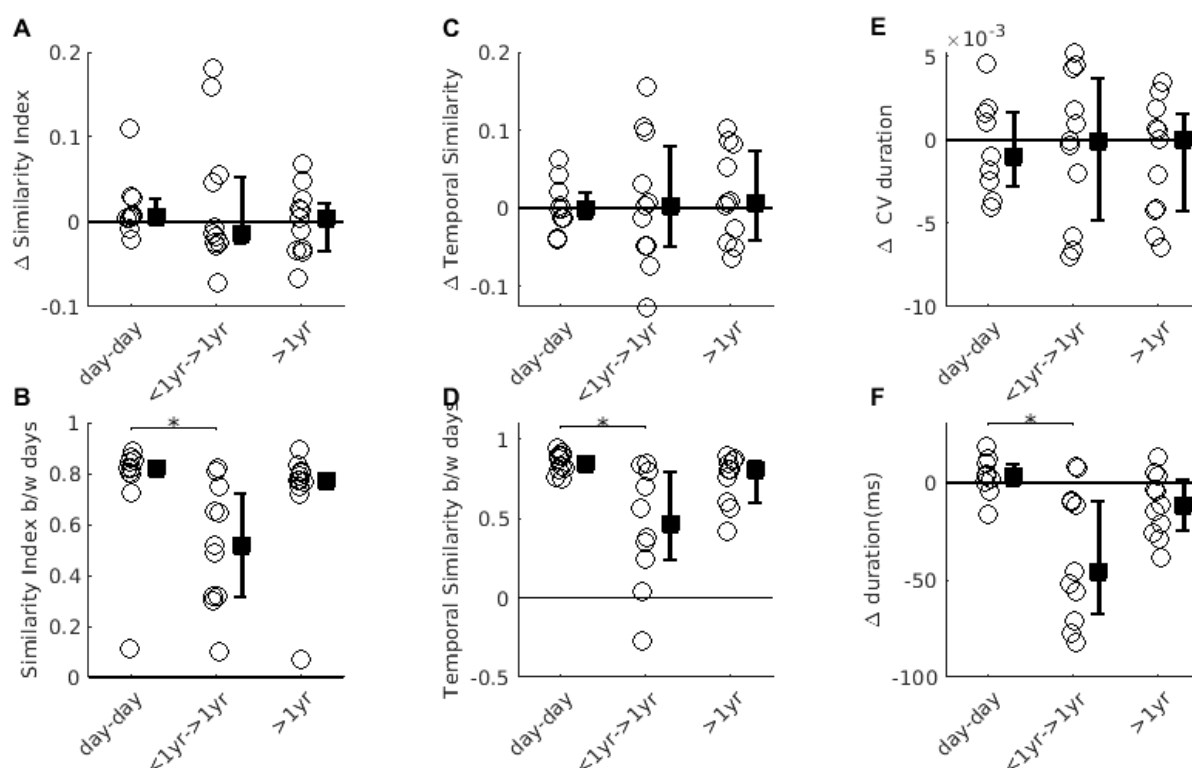 A
Δ Similarity Index
0.2
0.1
0
-0.1
day-day
<1yr->1yr
>1yr
C
Δ Temporal Similarity
0.2
0.1
0
-0.1
day-day
<1yr->1yr
>1yr
E
Δ CV duration
×10⁻³
5
0
-5
-10
day-day
<1yr->1yr
>1yr
B
Similarity Index b/w days
1
0.8
0.6
0.4
0.2
0
*
day-day
<1yr->1yr
>1yr
D
Temporal Similarity b/w days
1
0.5
0
-0.5
*
day-day
<1yr->1yr
>1yr
F
Δ duration(ms)
0
-50
-100
*
day-day
<1yr->1yr
>1yr